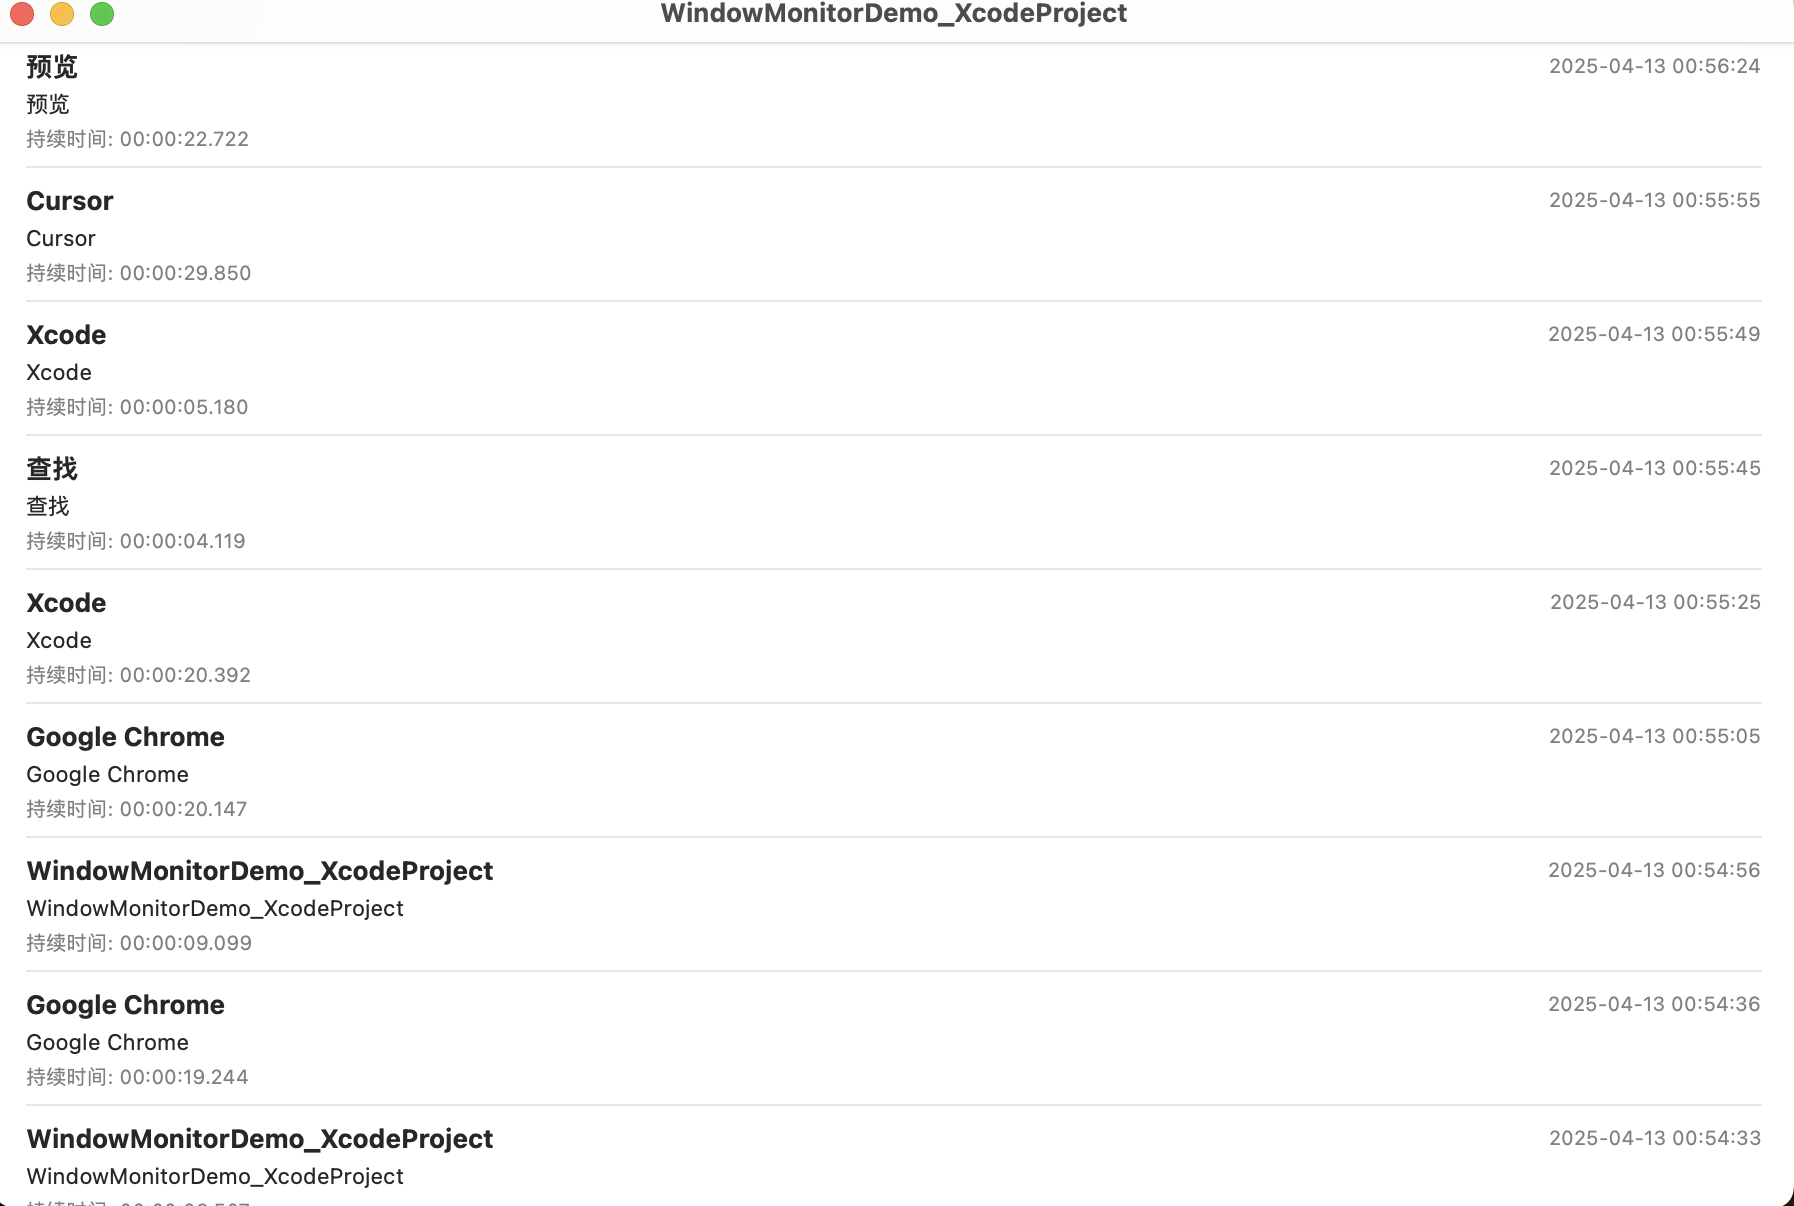 WindowMonitorDemo_XcodeProject
预览 2025-04-13 00:56:24
预览
持续时间: 00:00:22.722
Cursor 2025-04-13 00:55:55
Cursor
持续时间: 00:00:29.850
Xcode 2025-04-13 00:55:49
Xcode
持续时间: 00:00:05.180
查找 2025-04-13 00:55:45
查找
持续时间: 00:00:04.119
Xcode 2025-04-13 00:55:25
Xcode
持续时间: 00:00:20.392
Google Chrome 2025-04-13 00:55:05
Google Chrome
持续时间: 00:00:20.147
WindowMonitorDemo_XcodeProject 2025-04-13 00:54:56
WindowMonitorDemo_XcodeProject
持续时间: 00:00:09.099
Google Chrome 2025-04-13 00:54:36
Google Chrome
持续时间: 00:00:19.244
WindowMonitorDemo_XcodeProject 2025-04-13 00:54:33
WindowMonitorDemo_XcodeProject